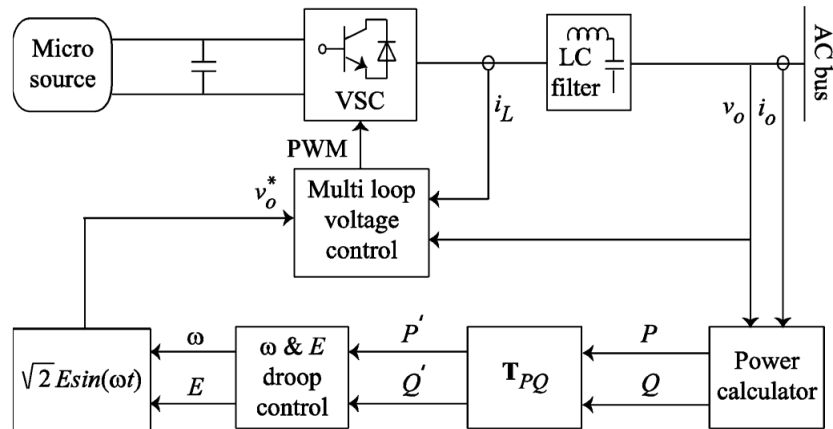 Micro
source
VSC
LC
filter
AC bus
i_L
v_o
i_o
PWM
v_o^*
Multi loop
voltage
control
√2 Esin(ωt)
ω
E
ω & E
droop
control
P′
Q′
T_PQ
P
Q
Power
calculator